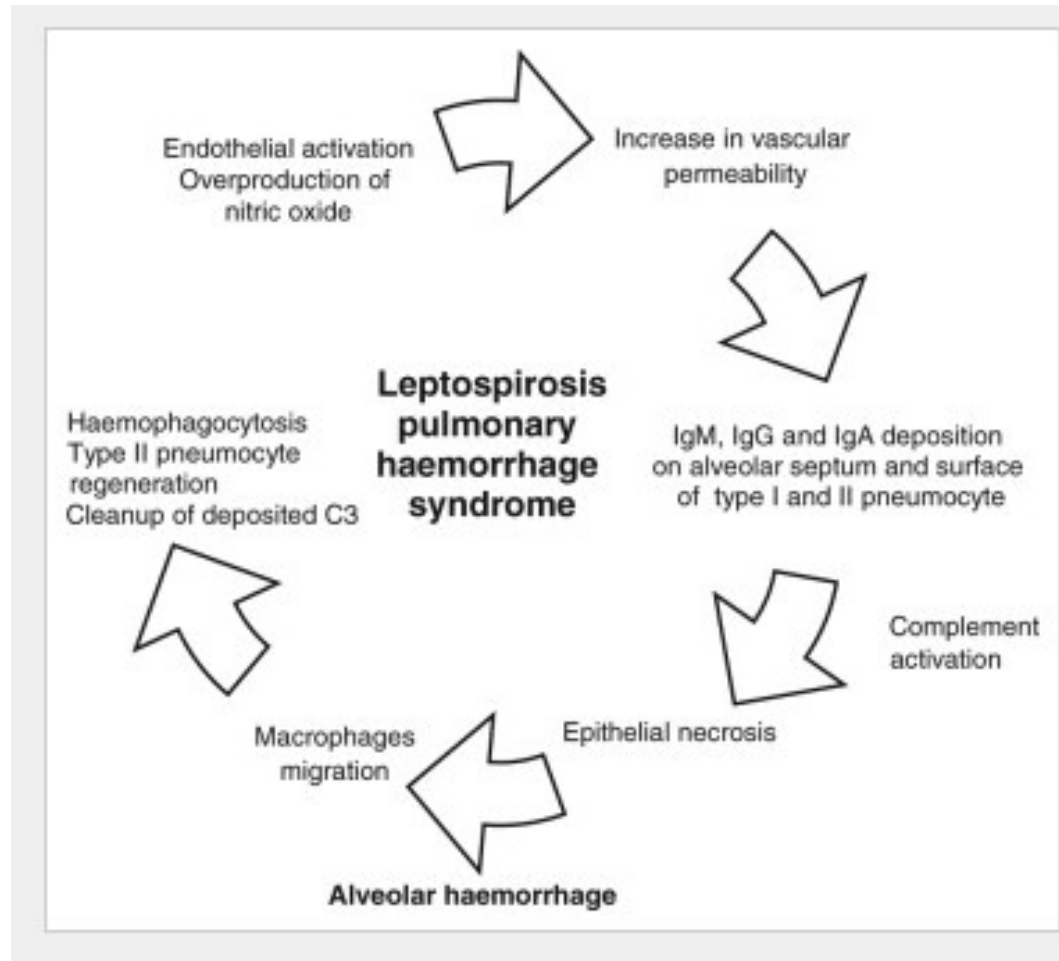 Endothelial activation
Overproduction of
nitric oxide
Increase in vascular
permeability
Leptospirosis
pulmonary
haemorrhage
syndrome
Haemophagocytosis
Type II pneumocyte
regeneration
Cleanup of deposited C3
IgM, IgG and IgA deposition
on alveolar septum and surface
of type I and II pneumocyte
Complement
activation
Epithelial necrosis
Macrophages
migration
Alveolar haemorrhage